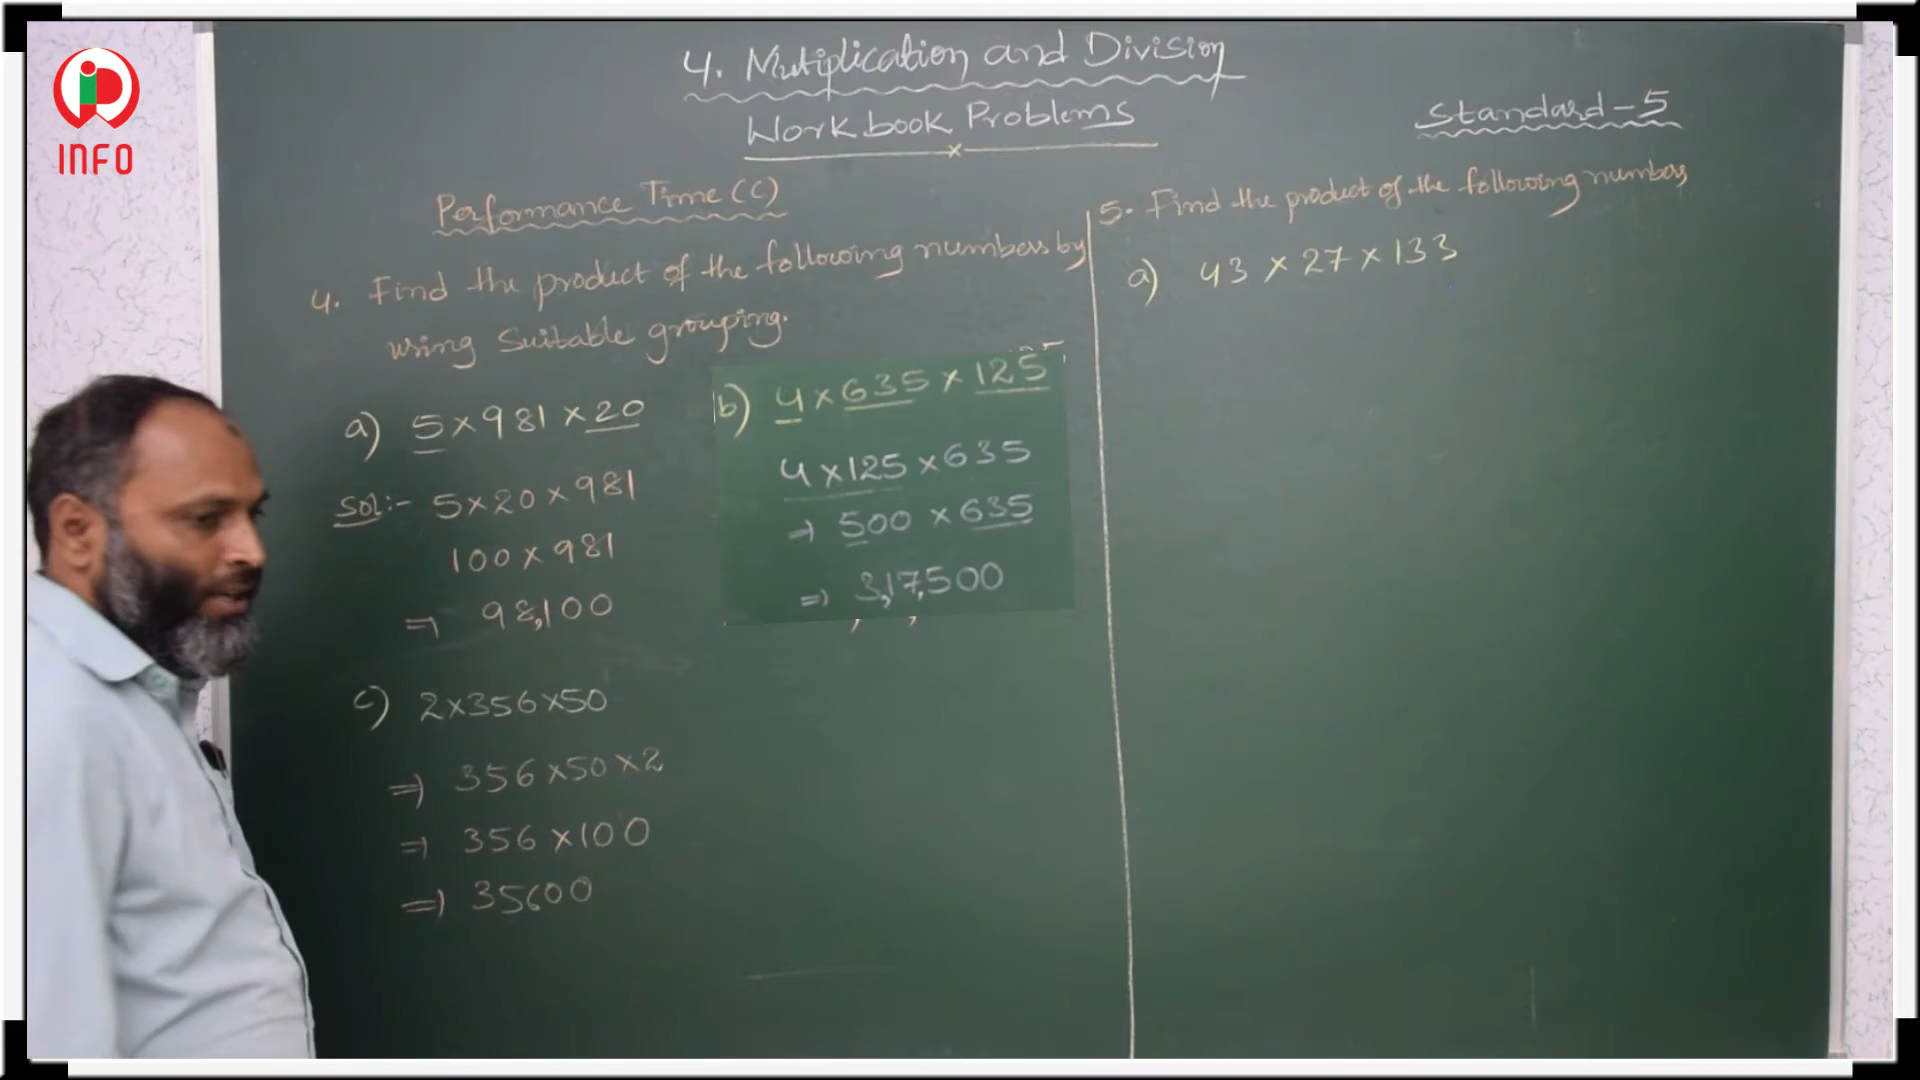 INFO
4. Mutiplication and Division
Workbook Problems
Standard-5
Performance Time (C)
4. Find the product of the following numbers by
using Suitable grouping.
a) 5×981×20
Sol:- 5×20×981
100×981
⇒ 98,100
b) 4×635×125
4×125×635
⇒ 500×635
⇒ 3,17,500
c) 2×356×50
⇒ 356×50×2
⇒ 356×100
⇒ 35600
5. Find the product of the following numbers
a) 43×27×133